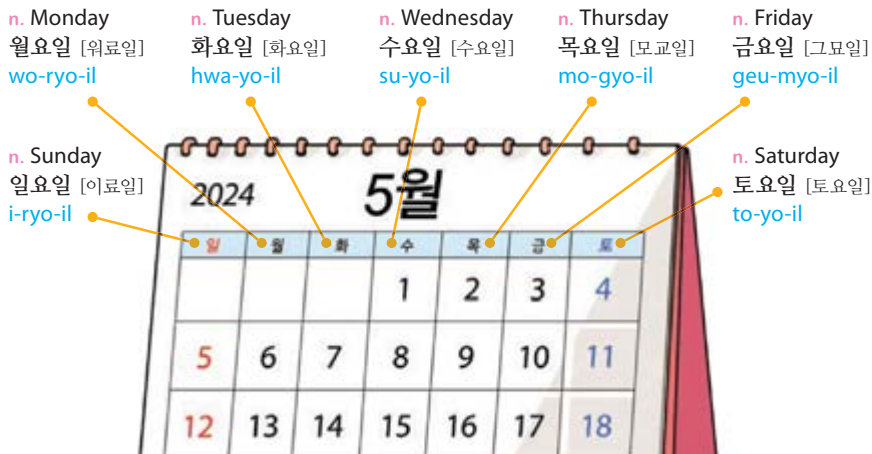 n. Monday
월요일 [워료일]
wo-ryo-il
n. Tuesday
화요일 [화요일]
hwa-yo-il
n. Wednesday
수요일 [수요일]
su-yo-il
n. Thursday
목요일 [모교일]
mo-gyo-il
n. Friday
금요일 [그묘일]
geu-myo-il
n. Sunday
일요일 [이료일]
i-ryo-il
n. Saturday
토요일 [토요일]
to-yo-il
2024 5월
일 월 화 수 목 금 토
1 2 3 4
5 6 7 8 9 10 11
12 13 14 15 16 17 18